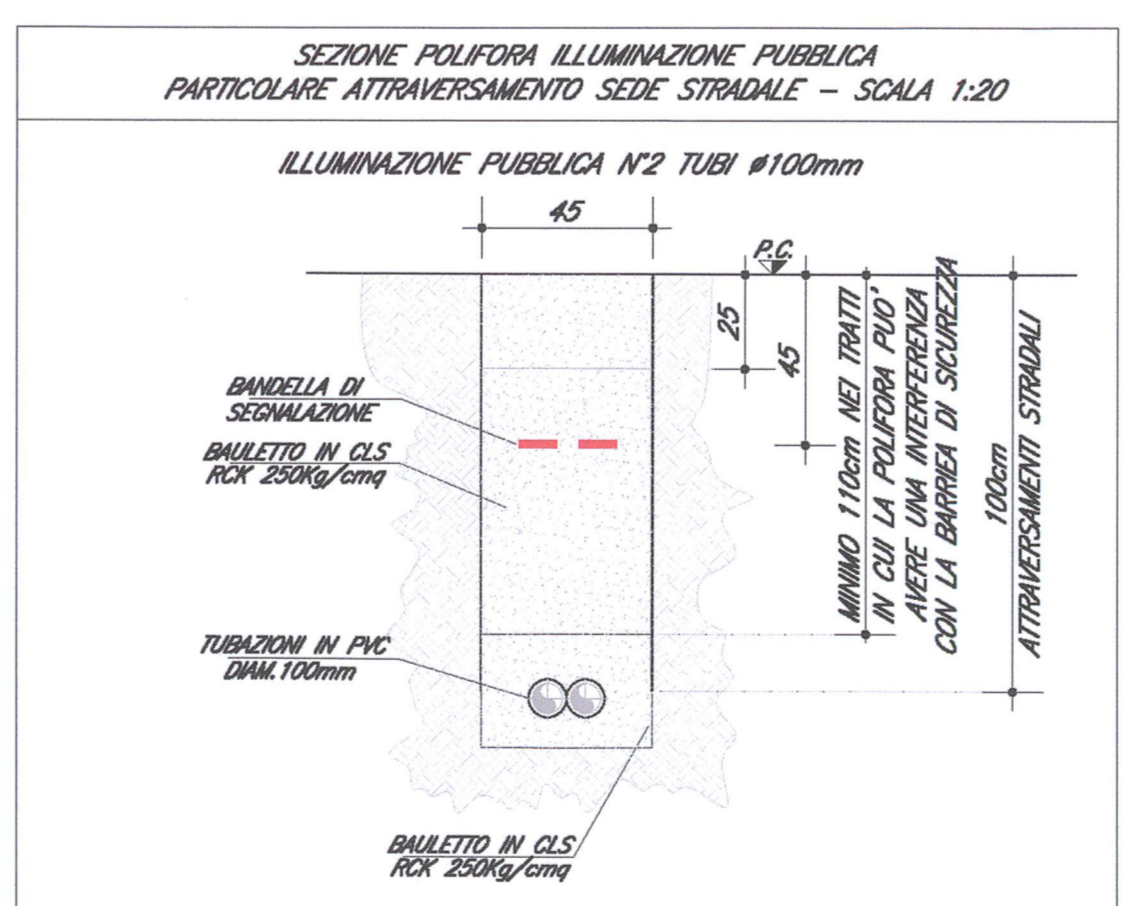 SEZIONE POLIFORA ILLUMINAZIONE PUBBLICA
PARTICOLARE ATTRAVERSAMENTO SEDE STRADALE – SCALA 1:20
ILLUMINAZIONE PUBBLICA N°2 TUBI ø100mm
45
P.C.
25
45
MINIMO 110cm NEI TRATTI
IN CUI LA POLIFORA PUO'
AVERE UNA INTERFERENZA
CON LA BARRIEA DI SICUREZZA
100cm
ATTRAVERSAMENTI STRADALI
BANDELLA DI
SEGNALAZIONE
BAULETTO IN CLS
RCK 250Kg/cmq
TUBAZIONI IN PVC
DIAM.100mm
BAULETTO IN CLS
RCK 250Kg/cmq